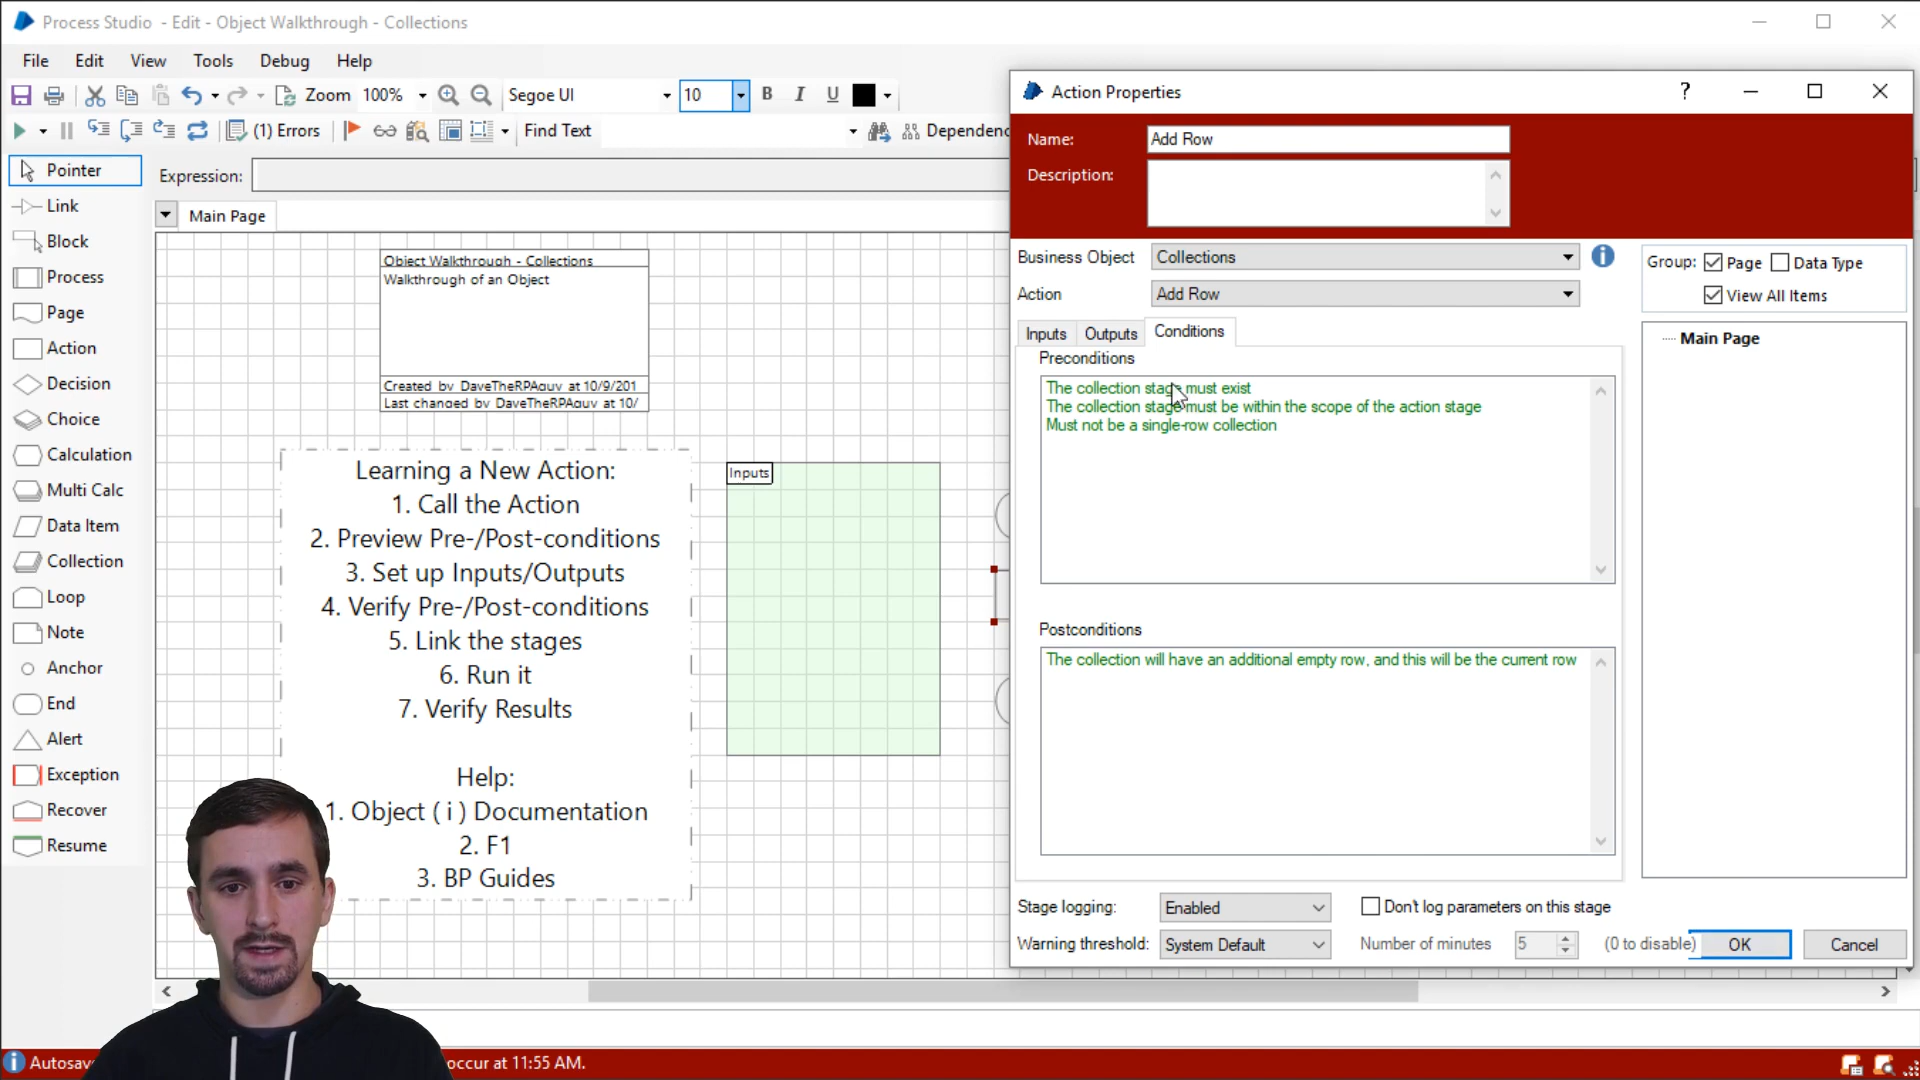 Process Studio - Edit - Object Walkthrough - Collections
File Edit View Tools Debug Help
Zoom 100% Segoe UI 10 B I U
(1) Errors Find Text Dependenc
Pointer
Link
Block
Process
Page
Action
Decision
Choice
Calculation
Multi Calc
Data Item
Collection
Loop
Note
Anchor
End
Alert
Exception
Recover
Resume
Expression:
Main Page
Object Walkthrough - Collections
Walkthrough of an Object
Created by DaveTheRPAguy at 10/9/201
Last changed by DaveTheRPAguy at 10/
Learning a New Action:
1. Call the Action
2. Preview Pre-/Post-conditions
3. Set up Inputs/Outputs
4. Verify Pre-/Post-conditions
5. Link the stages
6. Run it
7. Verify Results
Help:
1. Object ( i ) Documentation
2. F1
3. BP Guides
Inputs
Action Properties
Name: Add Row
Description:
Business Object Collections
Action Add Row
Inputs Outputs Conditions
Preconditions
The collection stage must exist
The collection stage must be within the scope of the action stage
Must not be a single-row collection
Postconditions
The collection will have an additional empty row, and this will be the current row
Group: Page Data Type
View All Items
Main Page
Stage logging: Enabled Don't log parameters on this stage
Warning threshold: System Default Number of minutes 5 (0 to disable) OK Cancel
Autosav
occur at 11:55 AM.